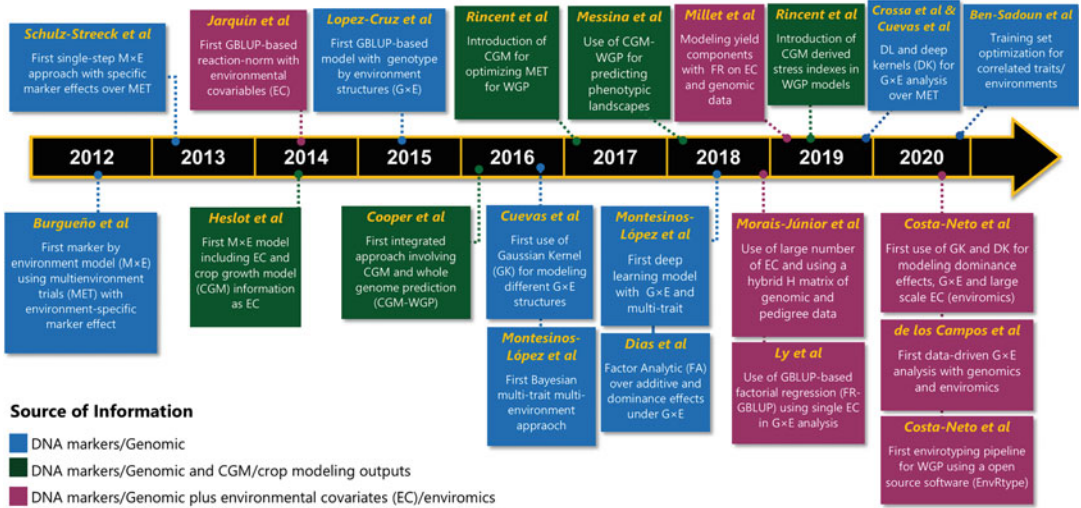 Schulz-Streeck et al
First single-step M×E
approach with specific
marker effects over MET
Jarquín et al
First GBLUP-based
reaction-norm with
environmental
covariables (EC)
Lopez-Cruz et al
First GBLUP-based
model with genotype
by environment
structures (G×E)
Rincent et al
Introduction of
CGM for
optimizing MET
for WGP
Messina et al
Use of CGM-
WGP for
predicting
phenotypic
landscapes
Millet et al
Modeling yield
components
with FR on EC
and genomic
data
Rincent et al
Introduction of
CGM derived
stress indexes in
WGP models
Crossa et al &
Cuevas et al
DL and deep
kernels (DK) for
G×E analysis
over MET
Ben-Sadoun et al
Training set
optimization for
correlated traits/
environments
2012 2013 2014 2015 2016 2017 2018 2019 2020
Burgueño et al
First marker by
environment model (M×E)
using multienvironment
trials (MET) with
environment-specific
marker effect
Heslot et al
First M×E model
including EC and
crop growth model
(CGM) information
as EC
Cooper et al
First integrated
approach involving
CGM and whole
genome prediction
(CGM-WGP)
Cuevas et al
First use of
Gaussian Kernel
(GK) for modeling
different G×E
structures
Montesinos-
López et al
First Bayesian
multi-trait multi-
environment
appraoch
Montesinos-
López et al
First deep
learning model
with G×E and
multi-trait
Dias et al
Factor Analytic (FA)
over additive and
dominance effects
under G×E
Morais-Júnior et al
Use of large number
of EC and using a
hybrid H matrix of
genomic and
pedigree data
Ly et al
Use of GBLUP-based
factorial regression (FR-
GBLUP) using single EC
in G×E analysis
Costa-Neto et al
First use of GK and DK for
modeling dominance
effects, G×E and large
scale EC (enviromics)
de los Campos et al
First data-driven G×E
analysis with genomics
and enviromics
Costa-Neto et al
First envirotyping pipeline
for WGP using a open
source software (EnvRtype)
Source of Information
DNA markers/Genomic
DNA markers/Genomic and CGM/crop modeling outputs
DNA markers/Genomic plus environmental covariates (EC)/enviromics